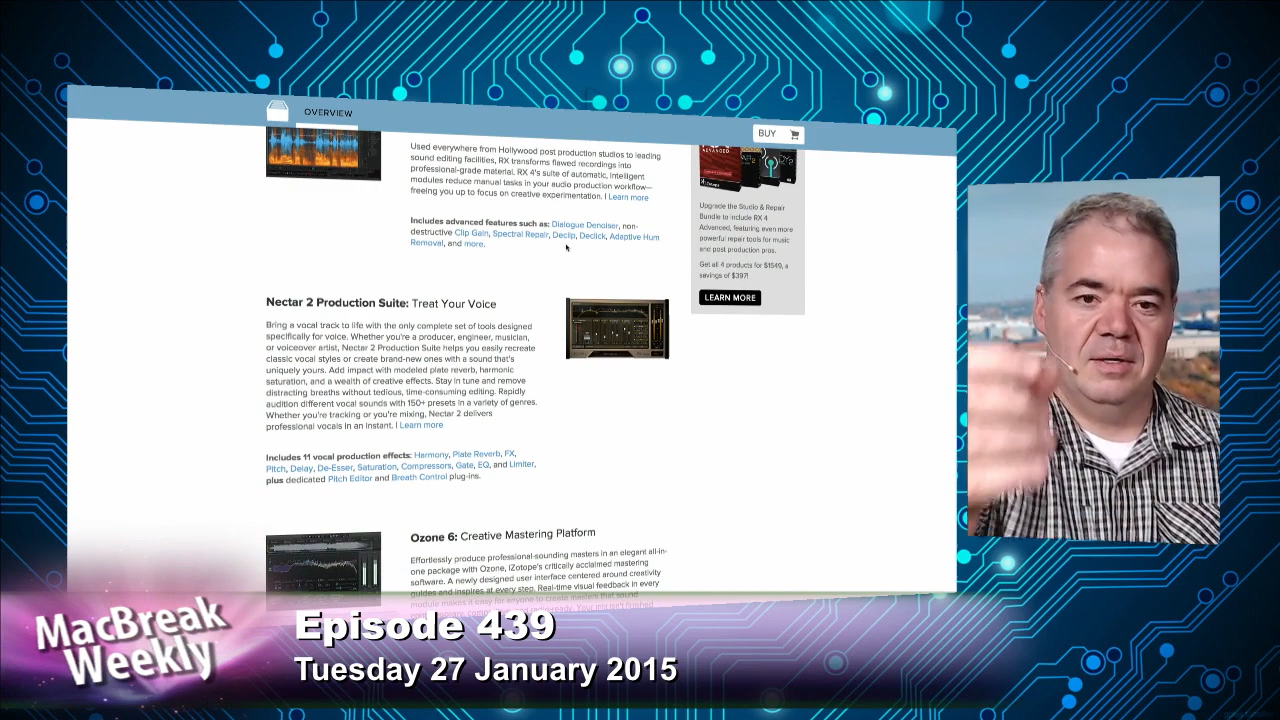 OVERVIEW
BUY
Used everywhere from Hollywood post production studios to leading
sound editing facilities, RX transforms flawed recordings into
professional-grade material. RX 4's suite of automatic, intelligent
modules reduce manual tasks in your audio production workflow—
freeing you up to focus on creative experimentation. | Learn more
Includes advanced features such as: Dialogue Denoiser, non-
destructive Clip Gain, Spectral Repair, Declip, Declick, Adaptive Hum
Removal, and more.
ADVANCED
Upgrade the Studio & Repair
Bundle to include RX 4
Advanced, featuring even more
powerful repair tools for music
and post production pros.
Get all 4 products for $1549, a
savings of $397!
LEARN MORE
Nectar 2 Production Suite: Treat Your Voice
Bring a vocal track to life with the only complete set of tools designed
specifically for voice. Whether you're a producer, engineer, musician,
or voiceover artist, Nectar 2 Production Suite helps you easily recreate
classic vocal styles or create brand-new ones with a sound that's
uniquely yours. Add impact with modeled plate reverb, harmonic
saturation, and a wealth of creative effects. Stay in tune and remove
distracting breaths without tedious, time-consuming editing. Rapidly
audition different vocal sounds with 150+ presets in a variety of genres.
Whether you're tracking or you're mixing, Nectar 2 delivers
professional vocals in an instant. | Learn more
Includes 11 vocal production effects: Harmony, Plate Reverb, FX,
Pitch, Delay, De-Esser, Saturation, Compressors, Gate, EQ, and Limiter,
plus dedicated Pitch Editor and Breath Control plug-ins.
Ozone 6: Creative Mastering Platform
Effortlessly produce professional-sounding masters in an elegant all-in-
one package with Ozone, iZotope's critically acclaimed mastering
software. A newly designed user interface centered around creativity
guides and inspires at every step. Real-time visual feedback in every
module makes it easy for anyone to create masters that sound
MacBreak
Weekly
Episode 439
Tuesday 27 January 2015